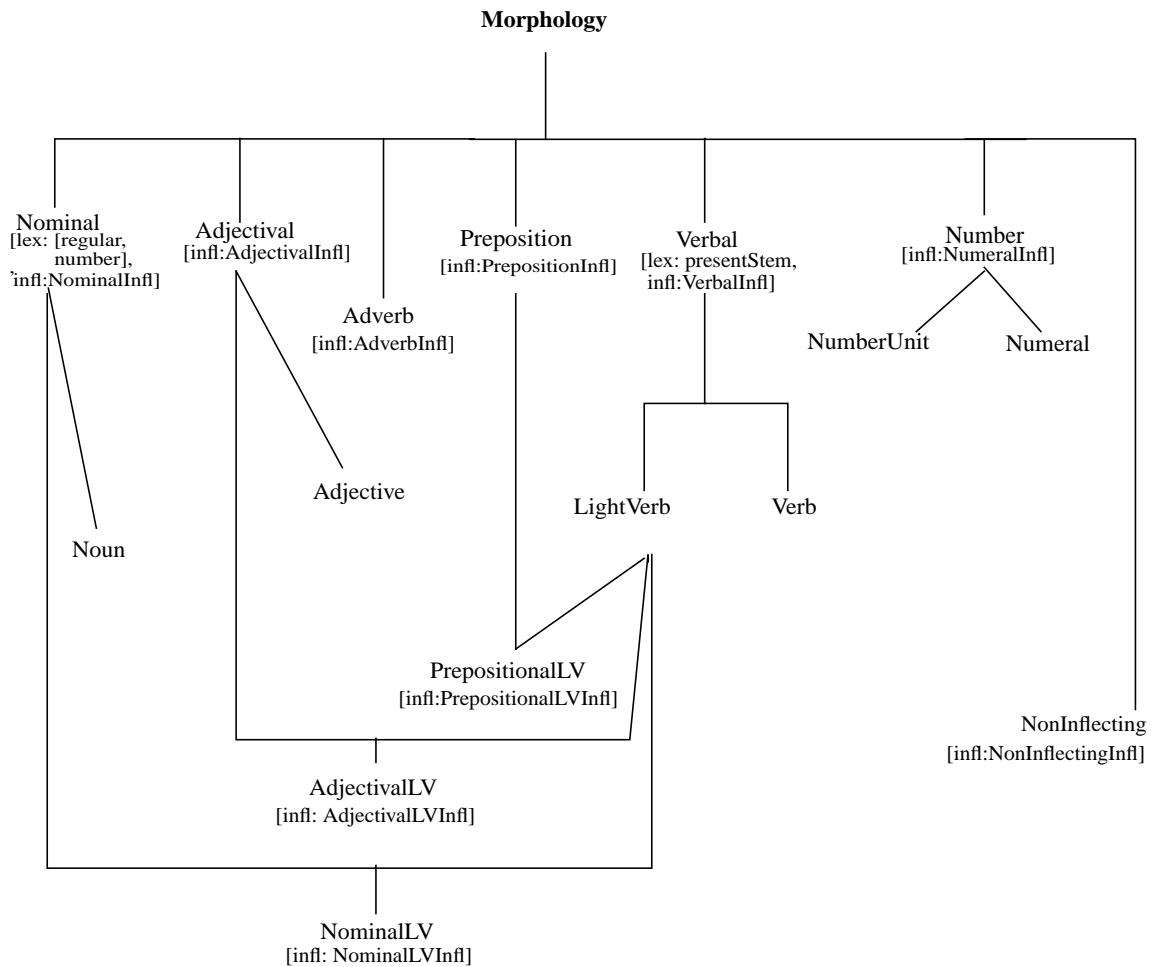 Morphology
Nominal
[lex: [regular,
number],
,
infl:NominalInfl]
Adjectival
[infl:AdjectivalInfl]
Adverb
[infl:AdverbInfl]
Preposition
[infl:PrepositionInfl]
Verbal
[lex: presentStem,
infl:VerbalInfl]
Number
[infl:NumeralInfl]
NumberUnit
Numeral
Adjective
LightVerb
Verb
Noun
PrepositionalLV
[infl:PrepositionalLVInfl]
NonInflecting
[infl:NonInflectingInfl]
AdjectivalLV
[infl: AdjectivalLVInfl]
NominalLV
[infl: NominalLVInfl]